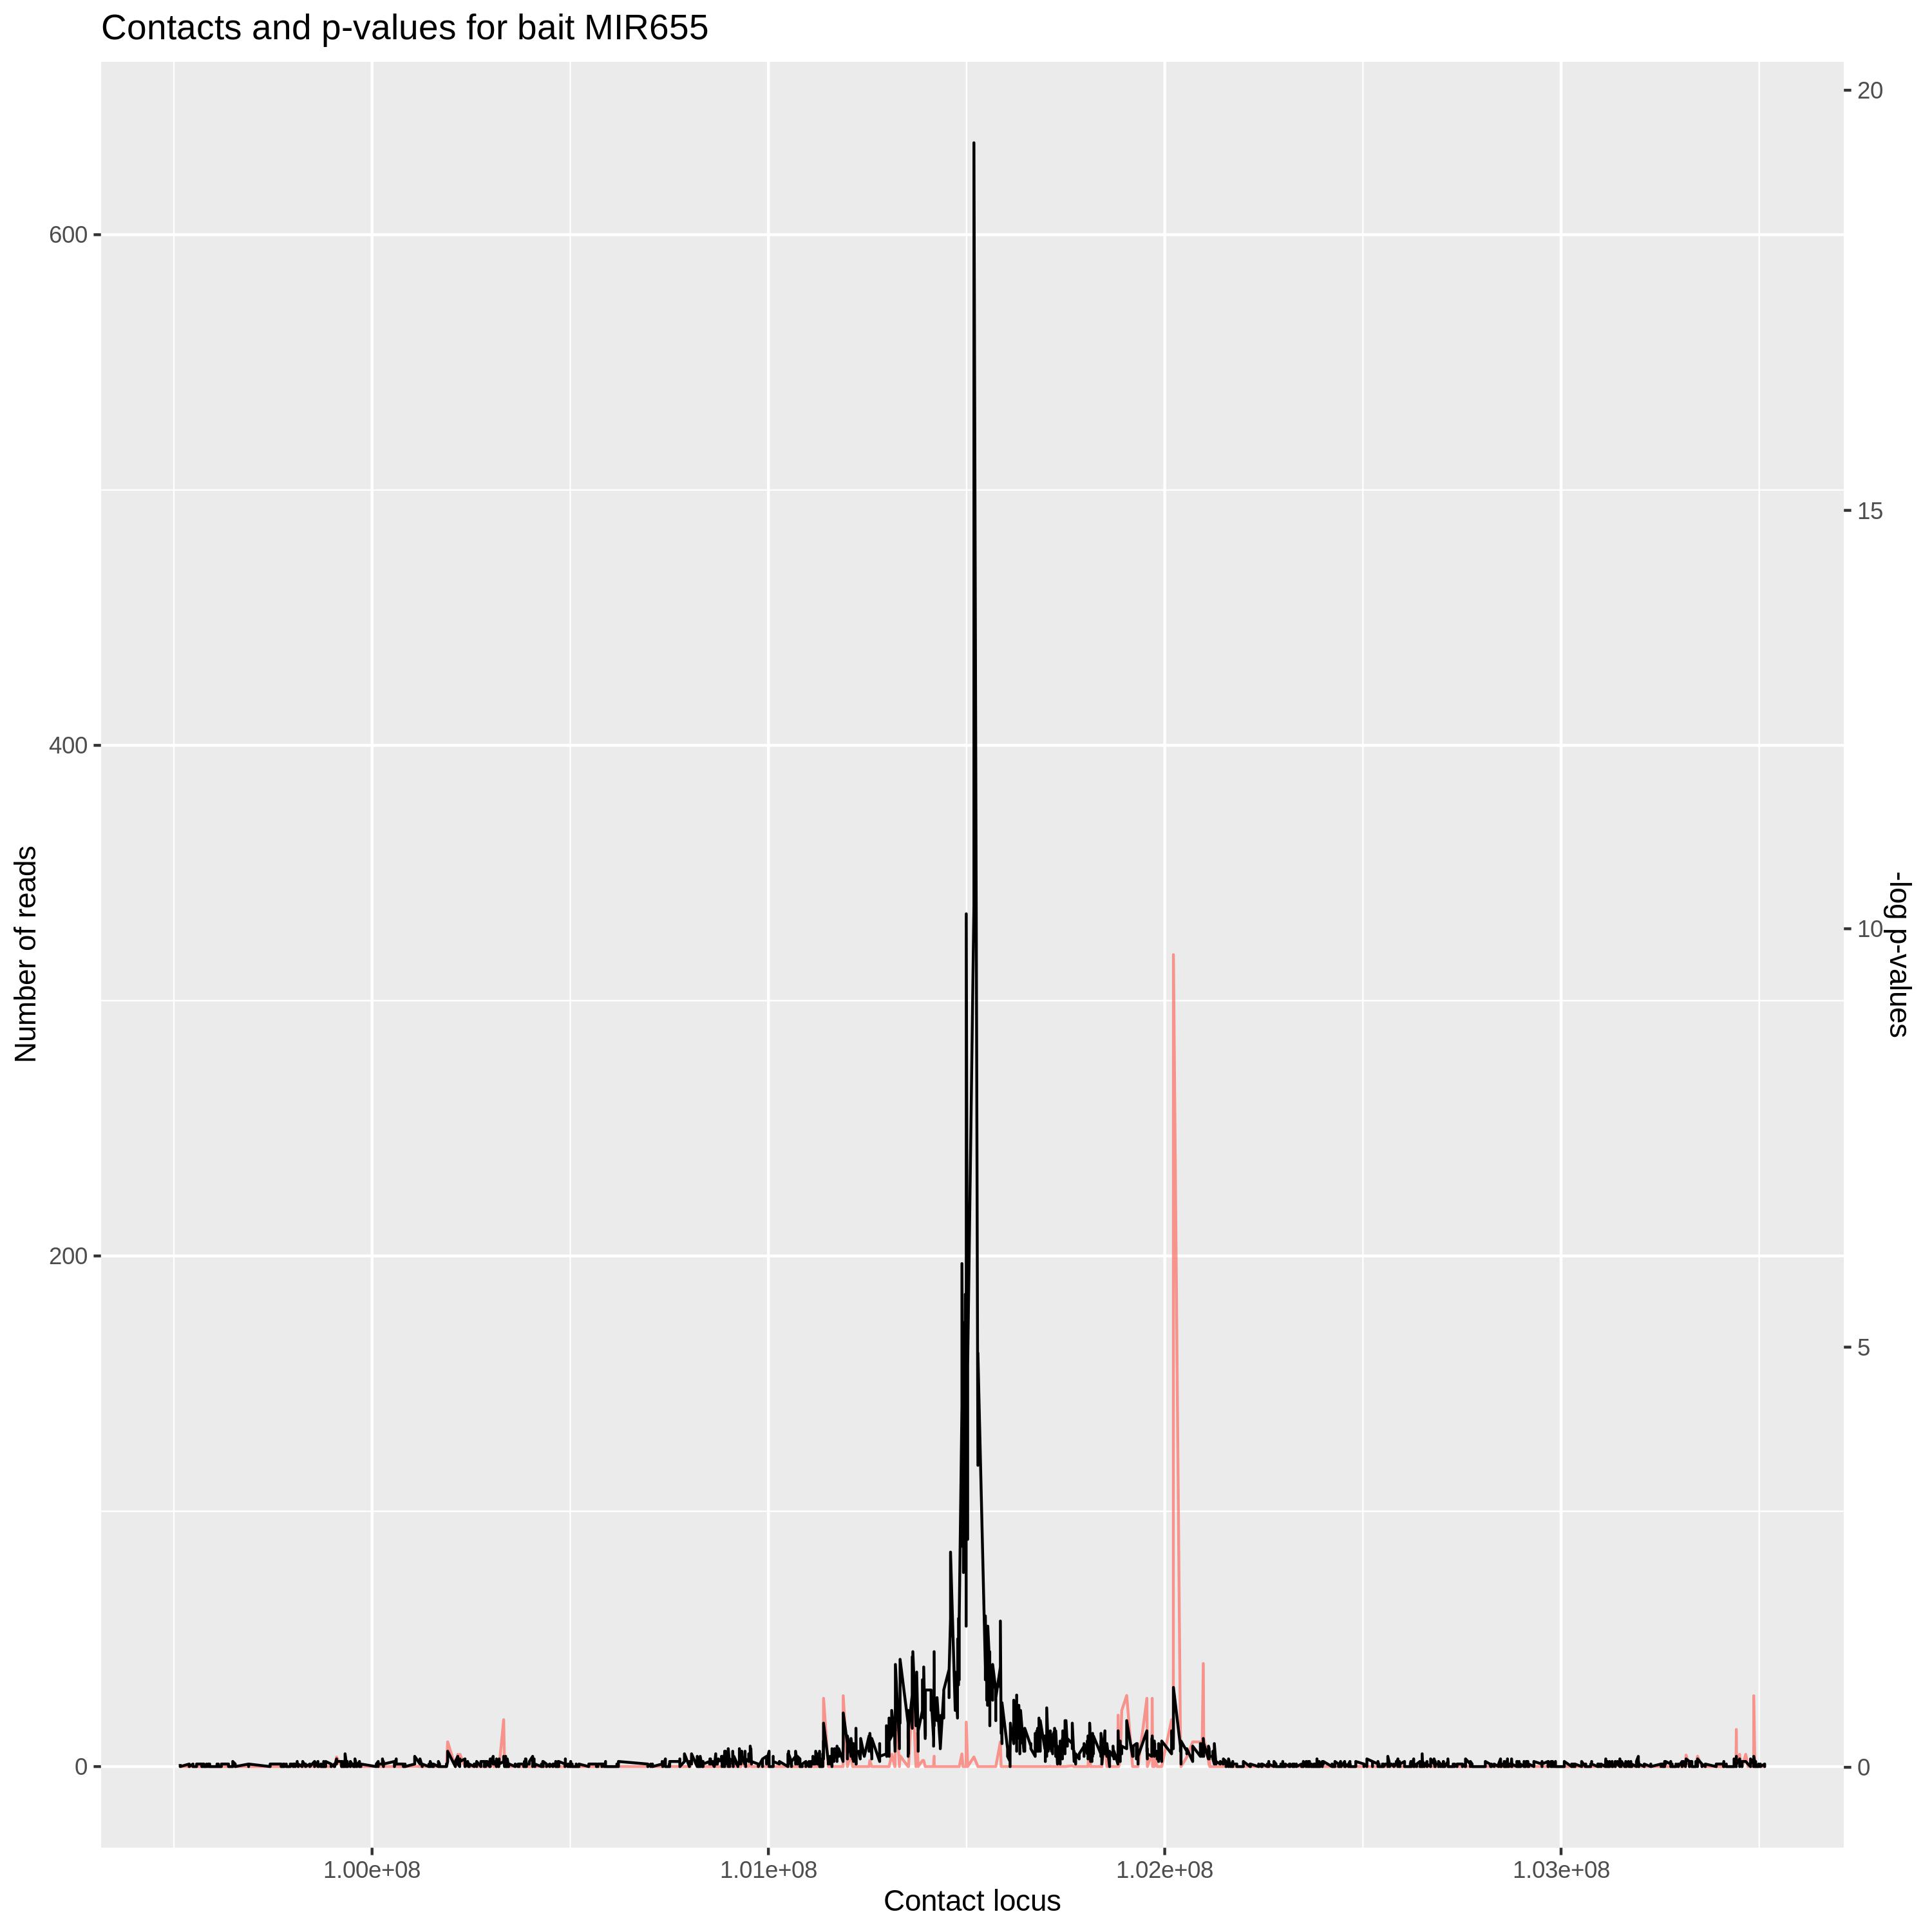 Contacts and p-values for bait MIR655
Number of reads
600
400
200
0
20
15
10
5
0
-log p-values
1.00e+08
1.01e+08
1.02e+08
1.03e+08
Contact locus